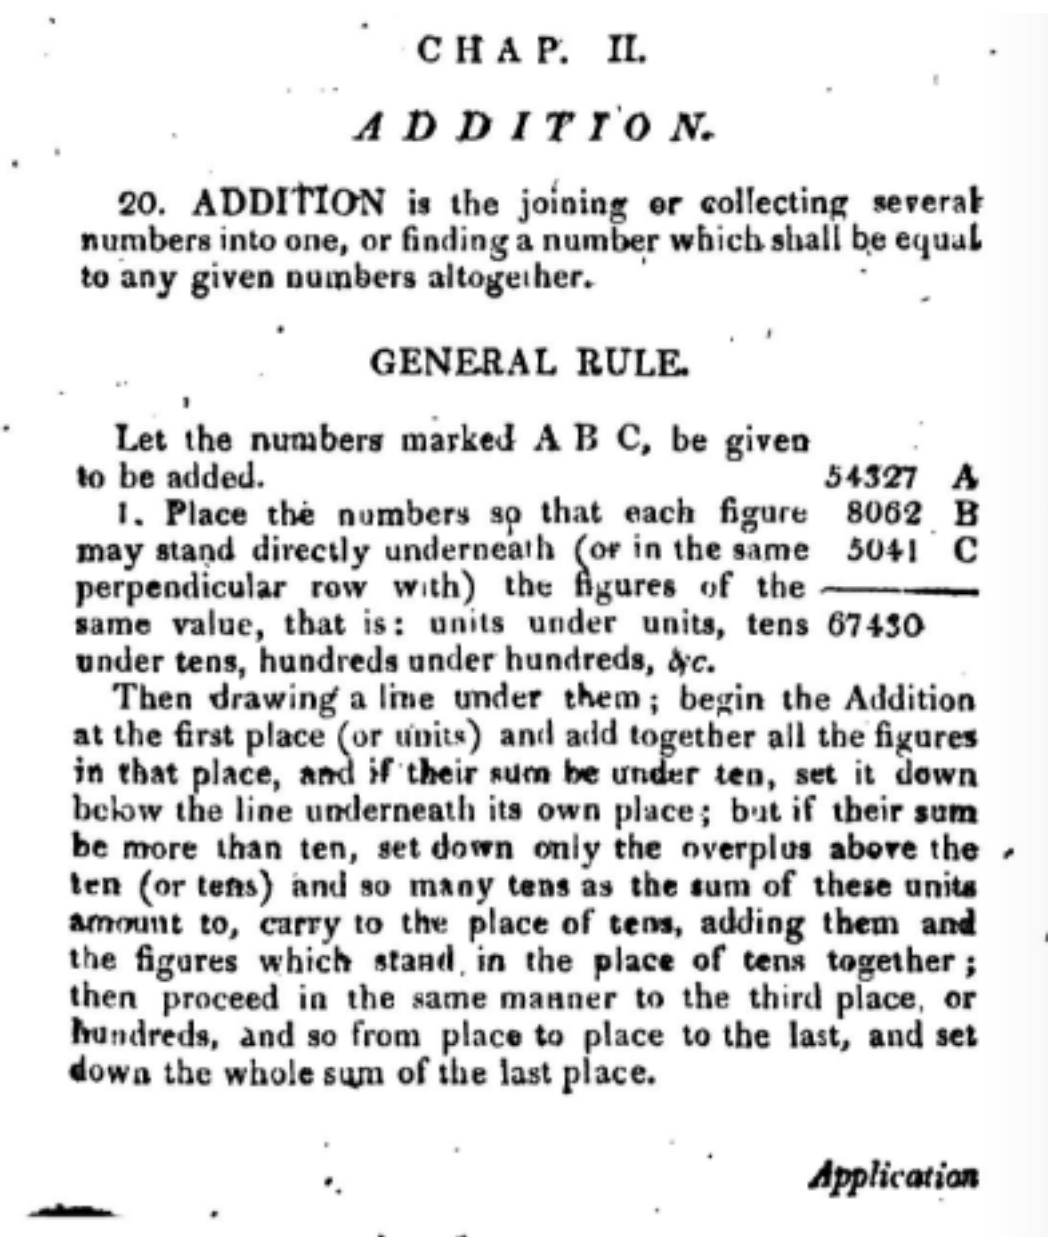 CHAP. II.
ADDITION.
20. ADDITION is the joining or collecting several
numbers into one, or finding a number which shall be equal
to any given numbers altogether.
GENERAL RULE.
Let the numbers marked A B C, be given
to be added. 54327 A
1. Place the numbers so that each figure 8062 B
may stand directly underneath (or in the same 5041 C
perpendicular row with) the figures of the
same value, that is: units under units, tens 67430
under tens, hundreds under hundreds, &c.
Then drawing a line under them; begin the Addition
at the first place (or units) and add together all the figures
in that place, and if their sum be under ten, set it down
below the line underneath its own place; but if their sum
be more than ten, set down only the overplus above the
ten (or tens) and so many tens as the sum of these units
amount to, carry to the place of tens, adding them and
the figures which stand in the place of tens together;
then proceed in the same manner to the third place, or
hundreds, and so from place to place to the last, and set
down the whole sum of the last place.
Application